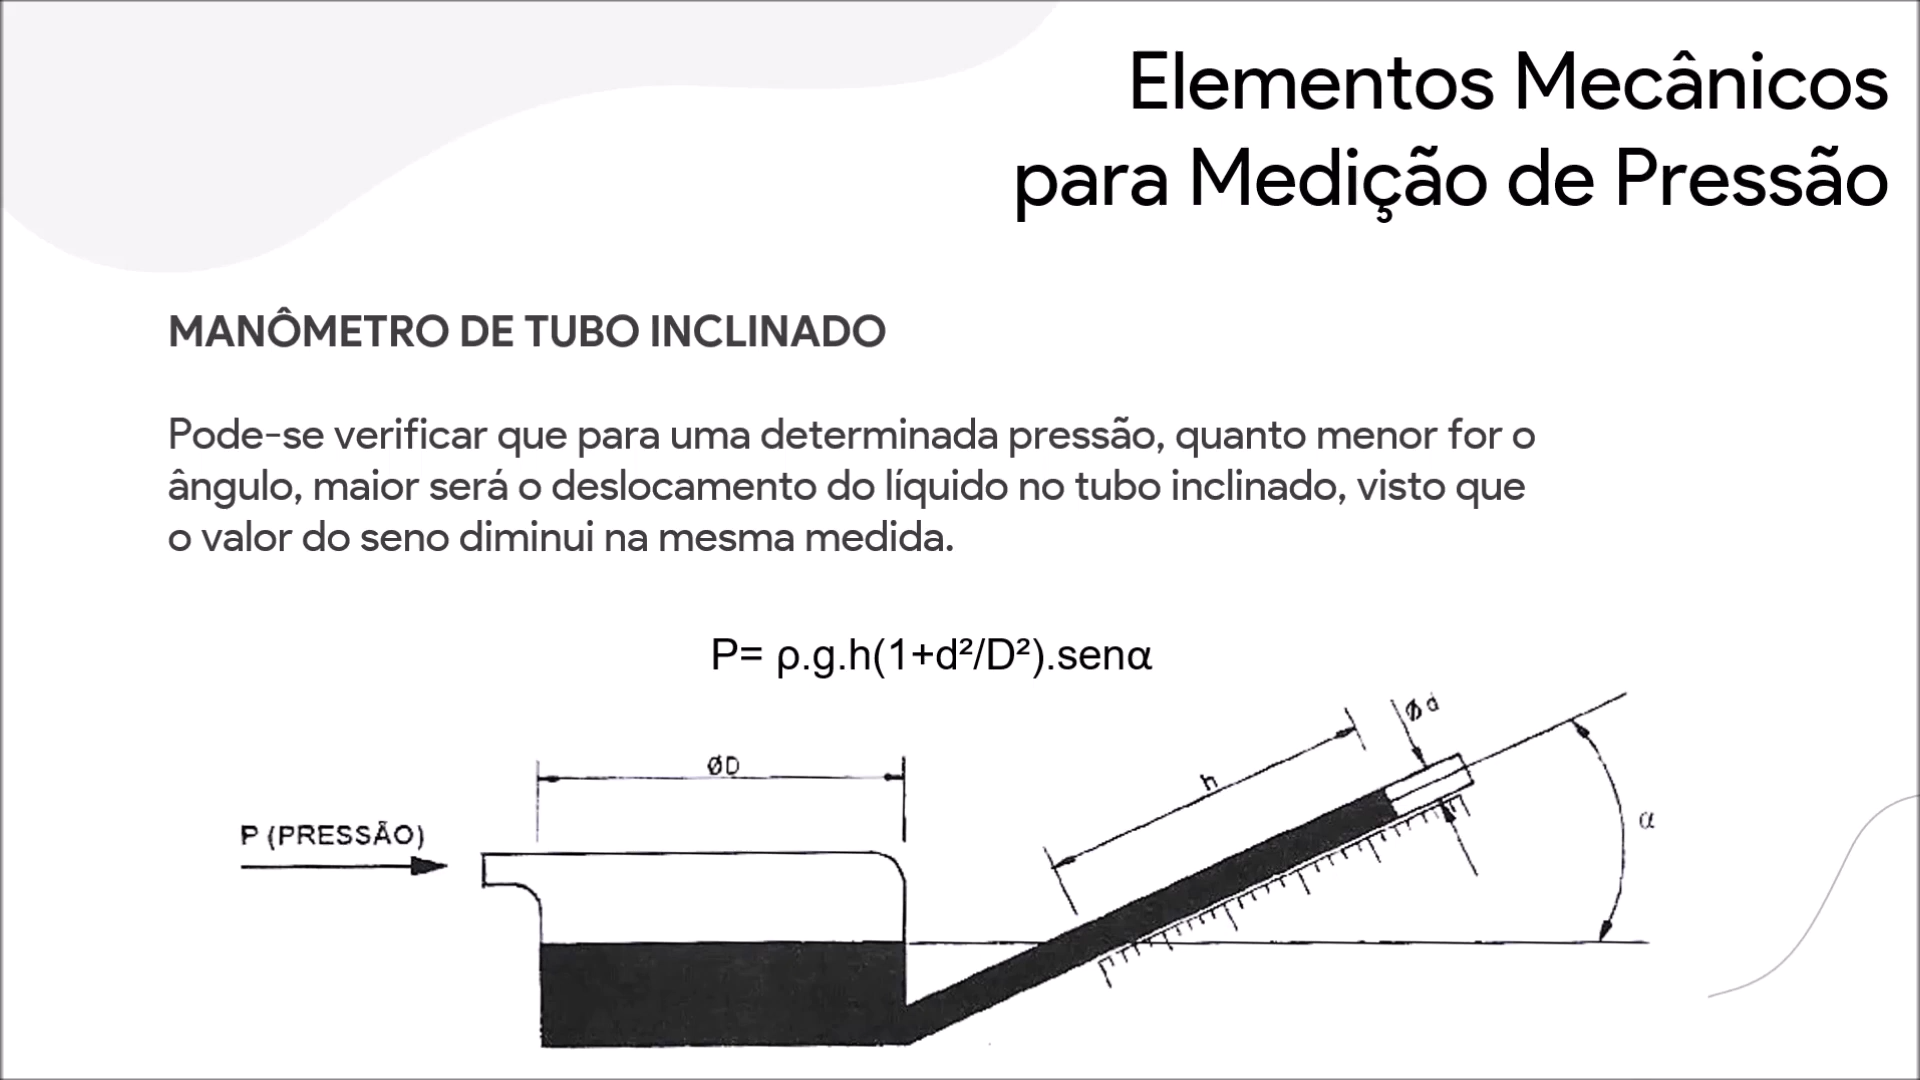 Elementos Mecânicos
para Medição de Pressão
MANÔMETRO DE TUBO INCLINADO
Pode-se verificar que para uma determinada pressão, quanto menor for o
ângulo, maior será o deslocamento do líquido no tubo inclinado, visto que
o valor do seno diminui na mesma medida.
P= ρ.g.h(1+d²/D²).senα
Ød
ØD
h
P (PRESSÃO)
α